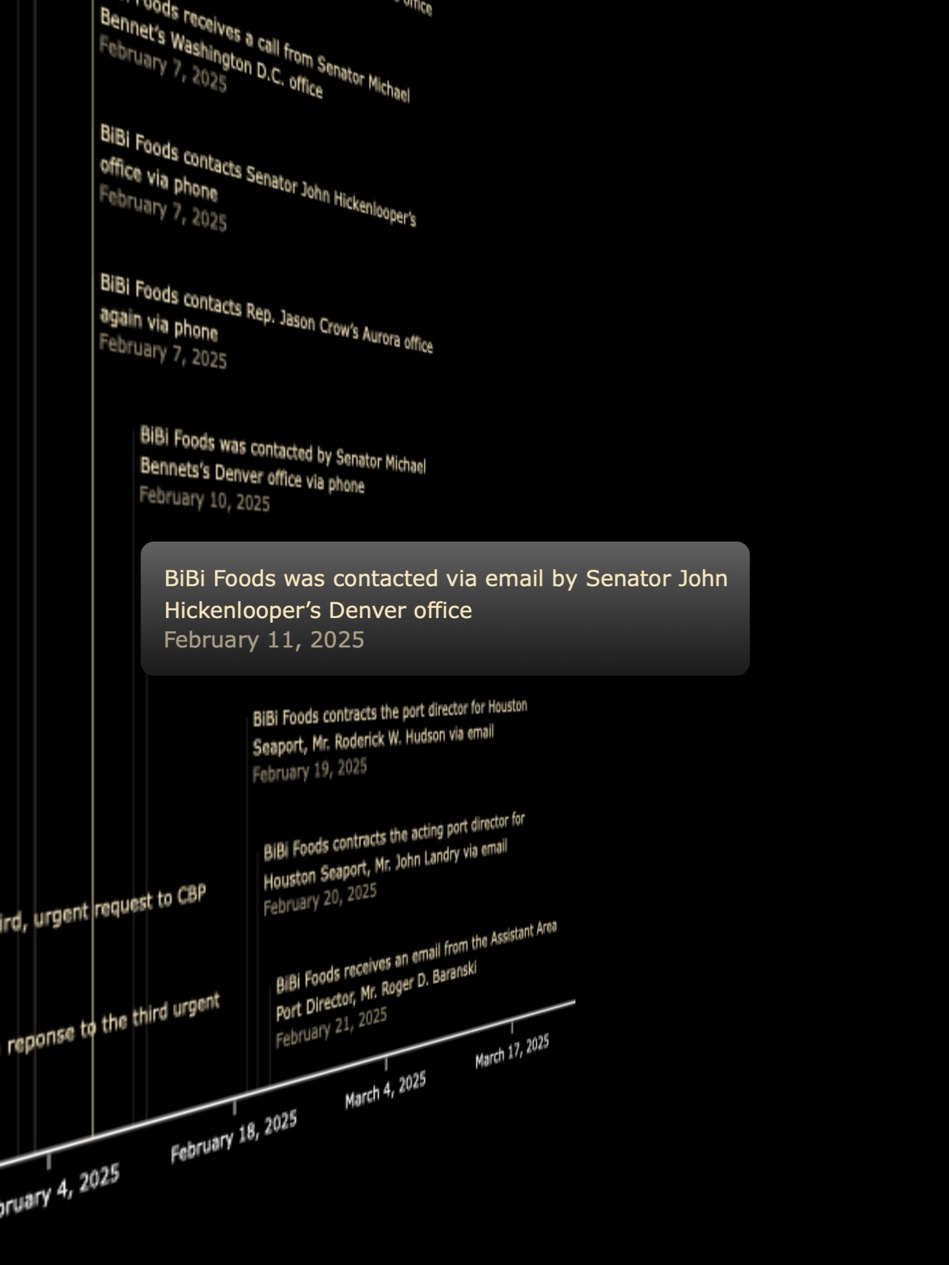 office
Foods receives a call from Senator Michael
Bennet's Washington D.C. office
February 7, 2025
BiBi Foods contacts Senator John Hickenlooper's
office via phone
February 7, 2025
BiBi Foods contacts Rep. Jason Crow's Aurora office
again via phone
February 7, 2025
BiBi Foods was contacted by Senator Michael
Bennets's Denver office via phone
February 10, 2025
BiBi Foods was contacted via email by Senator John
Hickenlooper's Denver office
February 11, 2025
BiBi Foods contracts the port director for Houston
Seaport, Mr. Roderick W. Hudson via email
February 19, 2025
BiBi Foods contracts the acting port director for
Houston Seaport, Mr. John Landry via email
February 20, 2025
ird, urgent request to CBP
BiBi Foods receives an email from the Assistant Area
Port Director, Mr. Roger D. Baranski
February 21, 2025
reponse to the third urgent
bruary 4, 2025
February 18, 2025
March 4, 2025
March 17, 2025